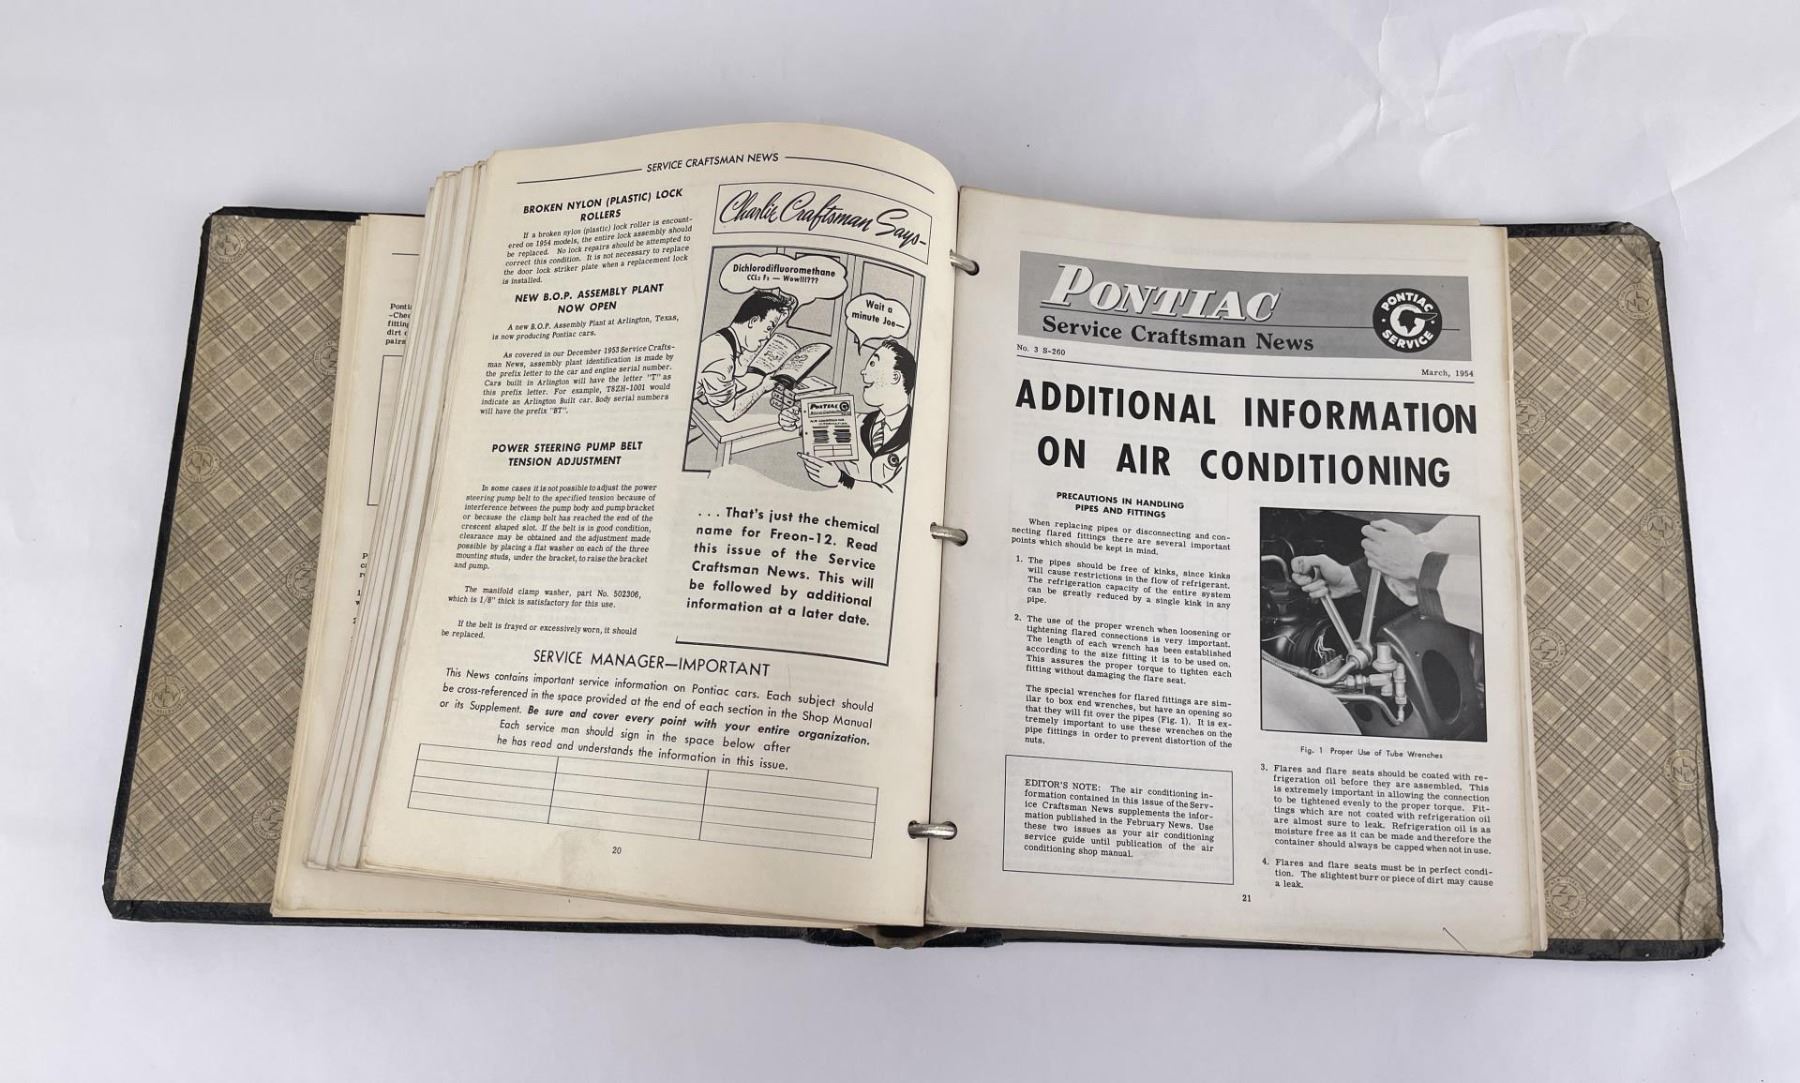 SERVICE CRAFTSMAN NEWS
BROKEN NYLON (PLASTIC) LOCK
ROLLERS
If a broken nylon (plastic) lock roller is encount-
ered on 1954 models, the entire lock assembly should
be replaced. No lock repairs should be attempted to
correct this condition. It is not necessary to replace
the door lock striker plate when a replacement lock
is installed.
NEW B.O.P. ASSEMBLY PLANT
NOW OPEN
A new B.O.P. Assembly Plant at Arlington, Texas,
is now producing Pontiac cars.
As covered in our December 1953 Service Crafts-
man News, assembly plant identification is made by
the prefix letter to the car and engine serial number.
Cars built in Arlington will have the letter "T" as
this prefix letter. For example, T8ZH-1001 would
indicate an Arlington Built car. Body serial numbers
will have the prefix "BT".
POWER STEERING PUMP BELT
TENSION ADJUSTMENT
In some cases it is not possible to adjust the power
steering pump belt to the specified tension because of
interference between the pump body and pump bracket
or because the clamp belt has reached the end of the
crescent shaped slot. If the belt is in good condition,
clearance may be obtained and the adjustment made
possible by placing a flat washer on each of the three
mounting studs, under the bracket, to raise the bracket
and pump.
The manifold clamp washer, part No. 502306,
which is 1/8" thick is satisfactory for this use.
If the belt is frayed or excessively worn, it should
be replaced.
Charlie Craftsman Says-
Dichlorodifluoromethane
CCl₂ F₂ — Wow!!!???
Wait a
minute Joe—
PONTIAC
. . . That's just the chemical
name for Freon-12. Read
this issue of the Service
Craftsman News. This will
be followed by additional
information at a later date.
SERVICE MANAGER—IMPORTANT
This News contains important service information on Pontiac cars. Each subject should
be cross-referenced in the space provided at the end of each section in the Shop Manual
or its Supplement. Be sure and cover every point with your entire organization.
Each service man should sign in the space below after
he has read and understands the information in this issue.
20
PONTIAC
Service Craftsman News
PONTIAC
SERVICE
No. 3 S-260
March, 1954
ADDITIONAL INFORMATION
ON AIR CONDITIONING
PRECAUTIONS IN HANDLING
PIPES AND FITTINGS
When replacing pipes or disconnecting and con-
necting flared fittings there are several important
points which should be kept in mind.
1. The pipes should be free of kinks, since kinks
will cause restrictions in the flow of refrigerant.
The refrigeration capacity of the entire system
can be greatly reduced by a single kink in any
pipe.
2. The use of the proper wrench when loosening or
tightening flared connections is very important.
The length of each wrench has been established
according to the size fitting it is to be used on.
This assures the proper torque to tighten each
fitting without damaging the flare seat.
The special wrenches for flared fittings are sim-
ilar to box end wrenches, but have an opening so
that they will fit over the pipes (Fig. 1). It is ex-
tremely important to use these wrenches on the
pipe fittings in order to prevent distortion of the
nuts.
EDITOR'S NOTE: The air conditioning in-
formation contained in this issue of the Serv-
ice Craftsman News supplements the infor-
mation published in the February News. Use
these two issues as your air conditioning
service guide until publication of the air
conditioning shop manual.
Fig. 1 Proper Use of Tube Wrenches
3. Flares and flare seats should be coated with re-
frigeration oil before they are assembled. This
is extremely important in allowing the connection
to be tightened evenly to the proper torque. Fit-
tings which are not coated with refrigeration oil
are almost sure to leak. Refrigeration oil is as
moisture free as it can be made and therefore the
container should always be capped when not in use.
4. Flares and flare seats must be in perfect condi-
tion. The slightest burr or piece of dirt may cause
a leak.
21